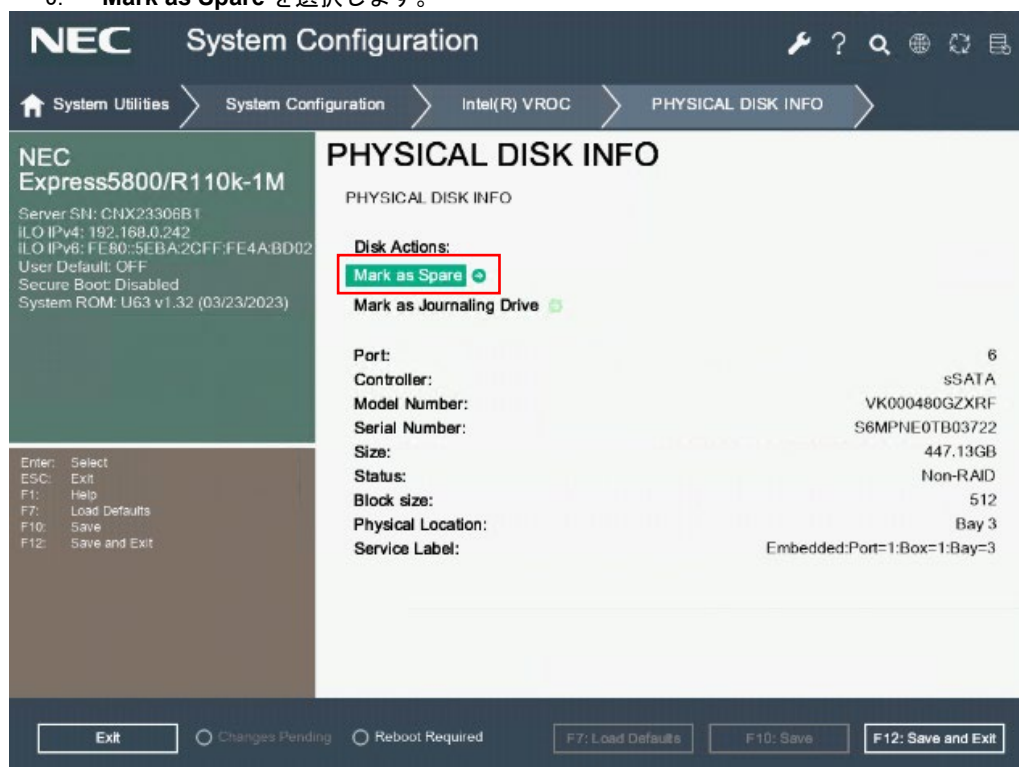 Mark as Spare を選択します。
NEC System Configuration
System Utilities System Configuration Intel(R) VROC PHYSICAL DISK INFO
NEC
Express5800/R110k-1M
Server SN: CNX23306B1
iLO IPv4: 192.168.0.242
iLO IPv6: FE80::5EBA:2CFF:FE4A:BD02
User Default: OFF
Secure Boot: Disabled
System ROM: U63 v1.32 (03/23/2023)
Enter: Select
ESC: Exit
F1: Help
F7: Load Defaults
F10: Save
F12: Save and Exit
PHYSICAL DISK INFO
PHYSICAL DISK INFO
Disk Actions:
Mark as Spare
Mark as Journaling Drive
Port: 6
Controller: sSATA
Model Number: VK000480GZXRF
Serial Number: S6MPNE0TB03722
Size: 447.13GB
Status: Non-RAID
Block size: 512
Physical Location: Bay 3
Service Label: Embedded:Port=1:Box=1:Bay=3
Exit Changes Pending Reboot Required F7: Load Defaults F10: Save F12: Save and Exit